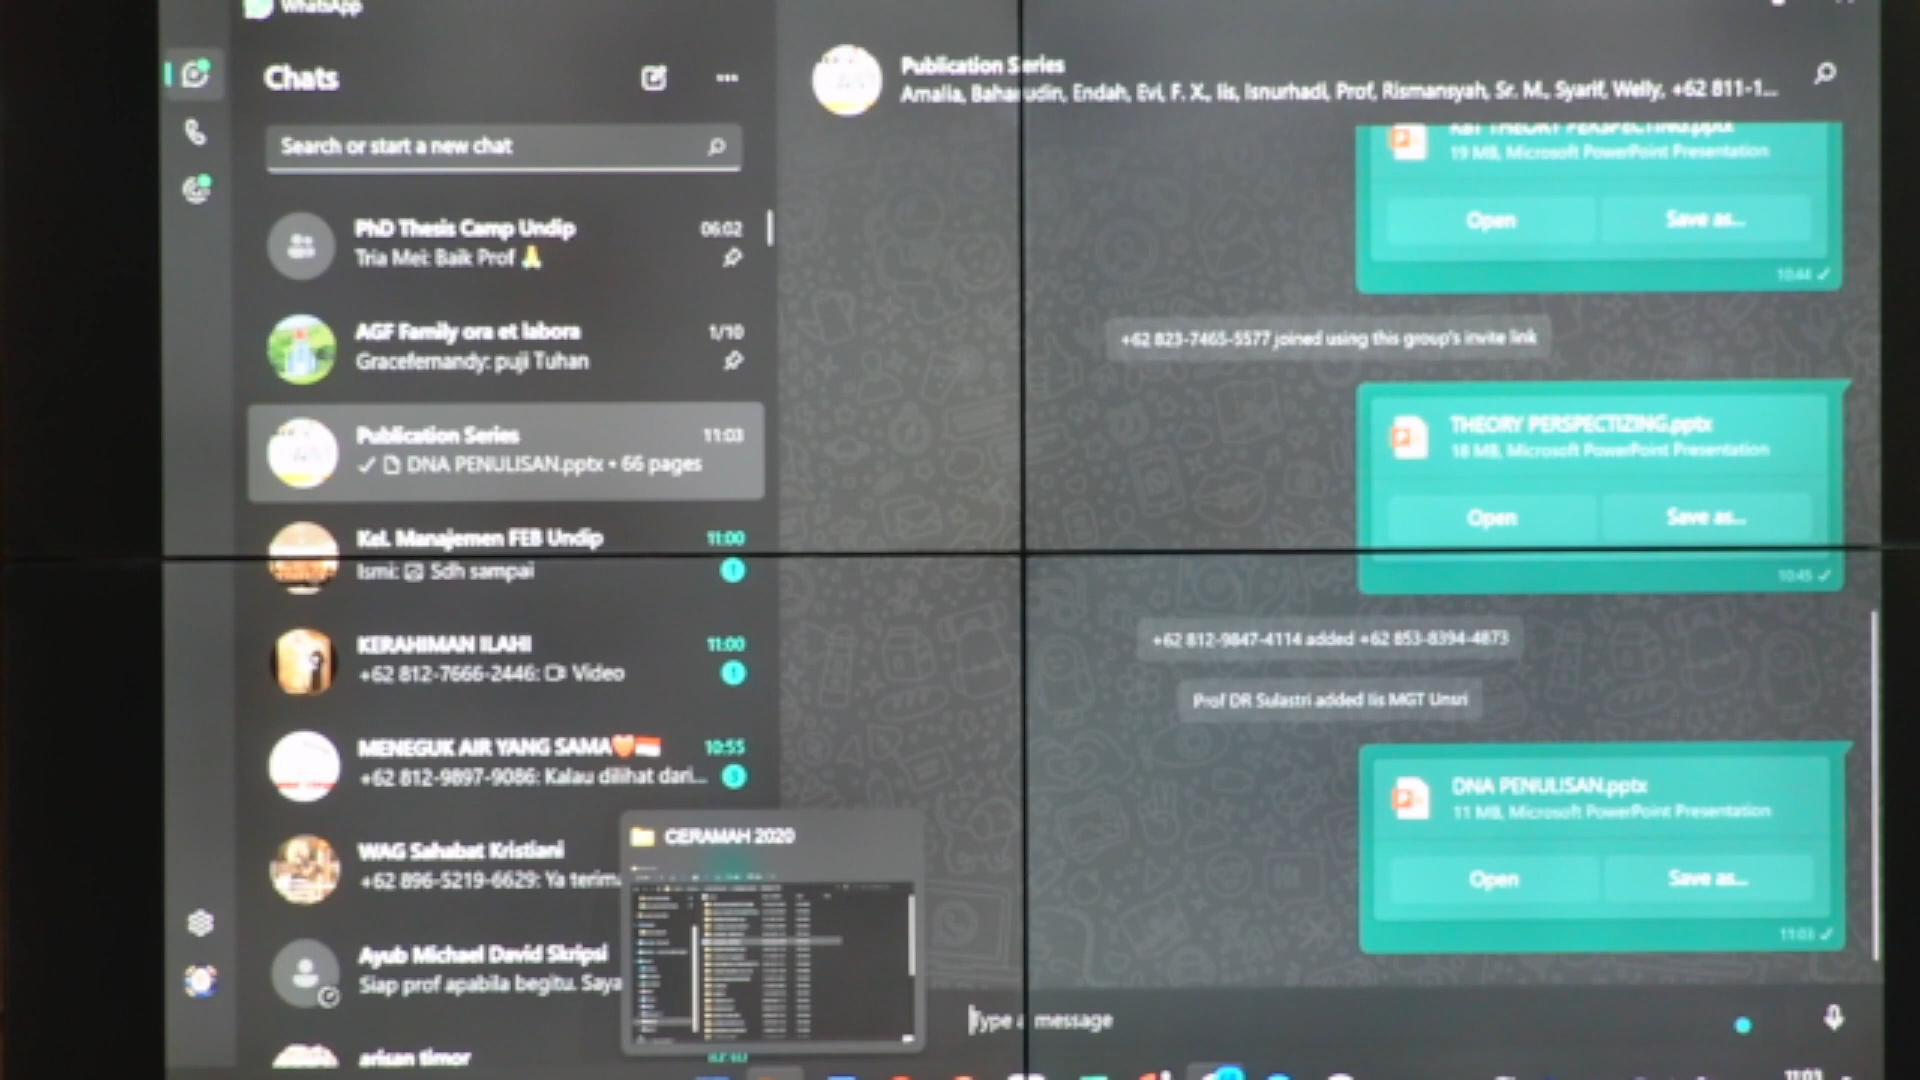 WhatsApp
Chats
Search or start a new chat
PhD Thesis Camp Undip 06:02
Tria Mei: Baik Prof 🙏
AGF Family ora et labora 1/10
Gracefernandy: puji Tuhan
Publication Series 11:03
DNA PENULISAN.pptx • 66 pages
Kel. Manajemen FEB Undip 11:00
Ismi: Sdh sampai 1
KERAHIMAN ILAHI 11:00
+62 812-7666-2446: Video 1
MENEGUK AIR YANG SAMA 10:55
+62 812-9897-9086: Kalau dilihat dari... 3
WAG Sahabat Kristiani
+62 896-5219-6629: Ya terima
Ayub Michael David Skripsi
Siap prof apabila begitu. Saya
arisan timor
CERAMAH 2020
Publication Series
Amalia, Baharudin, Endah, Evi, F. X., Iis, Isnurhadi, Prof, Rismansyah, Sr. M., Syarif, Welly, +62 811-1...
THEORY PERSPECTING.pptx
19 MB, Microsoft PowerPoint Presentation
Open Save as...
10:44
+62 823-7465-5577 joined using this group's invite link
THEORY PERSPECTIZING.pptx
18 MB, Microsoft PowerPoint Presentation
Open Save as...
10:45
+62 812-9847-4114 added +62 853-8394-4873
Prof DR Sulastri added Iis MGT Unsri
DNA PENULISAN.pptx
11 MB, Microsoft PowerPoint Presentation
Open Save as...
11:03
Type a message
11:03